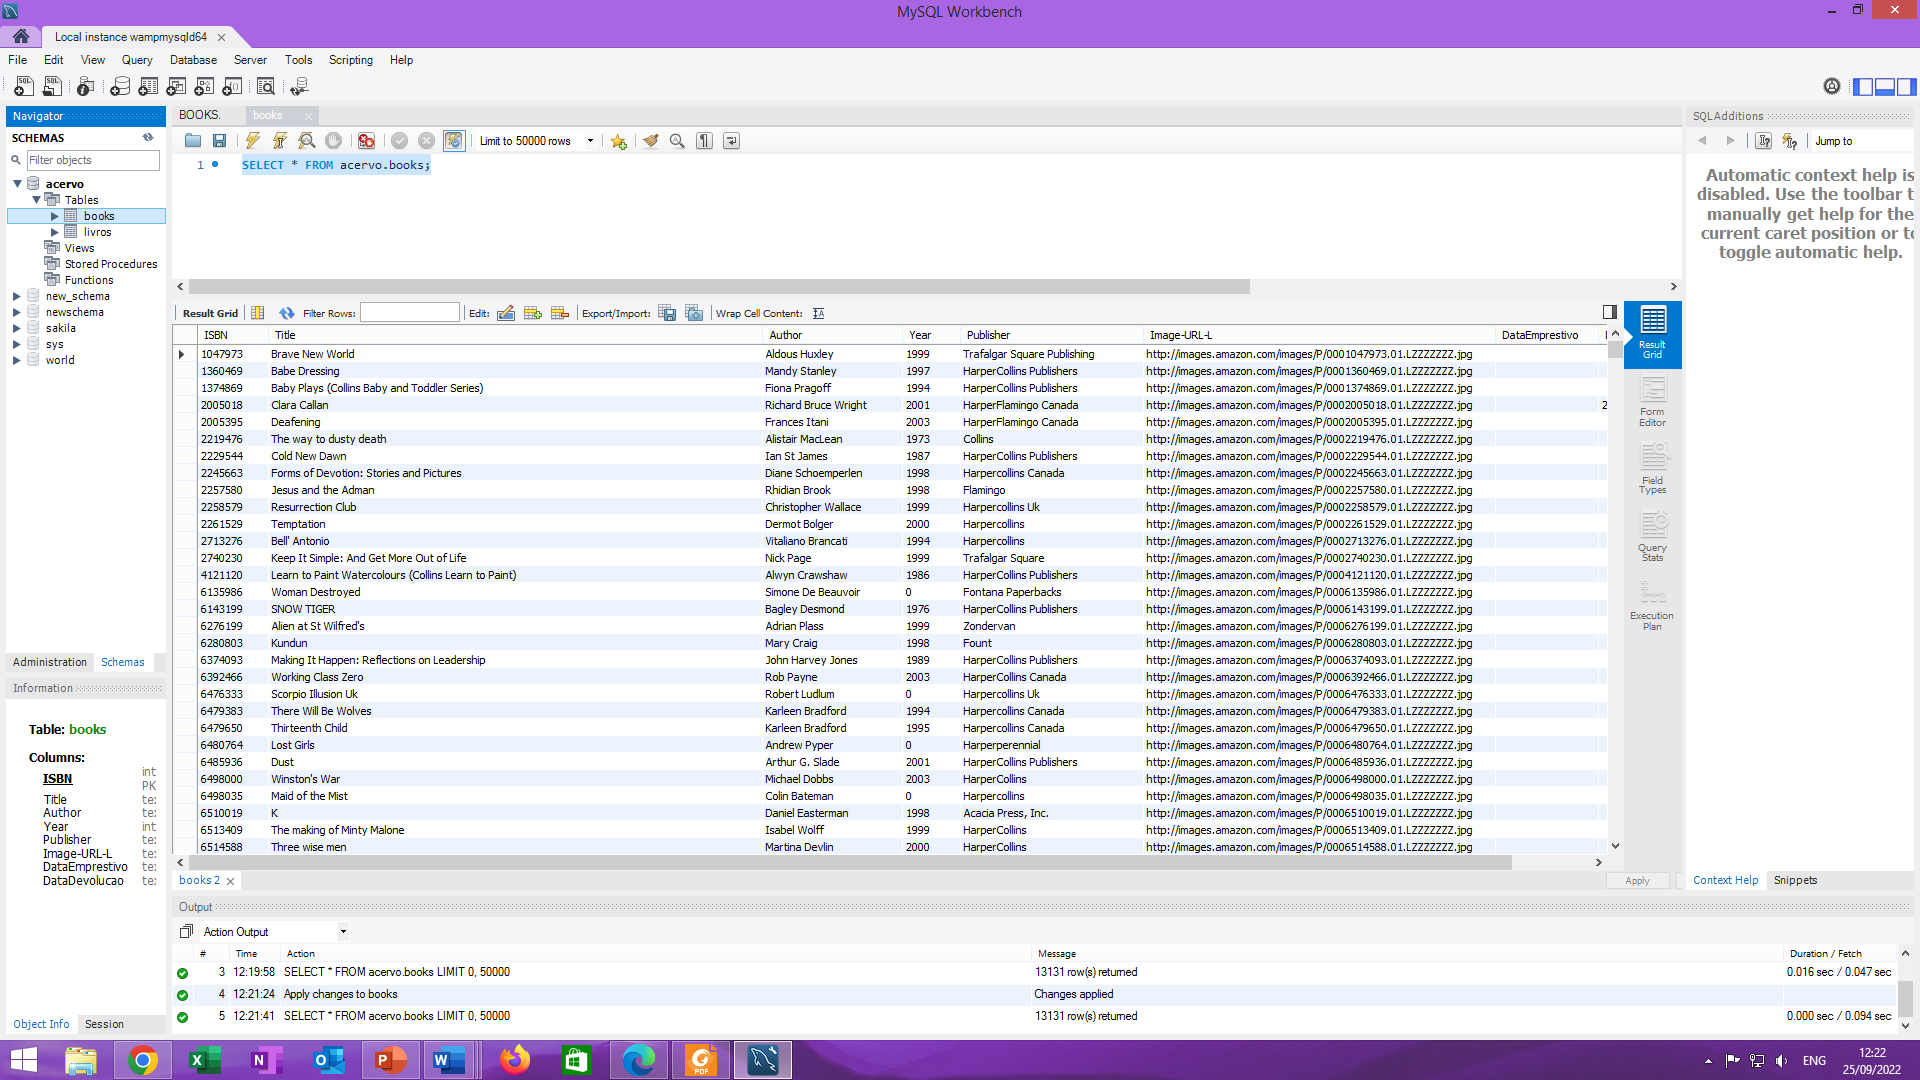 MySQL Workbench
Local instance wampmysqld64
File Edit View Query Database Server Tools Scripting Help
Navigator
SCHEMAS
Filter objects
acervo
Tables
books
livros
Views
Stored Procedures
Functions
new_schema
newschema
sakila
sys
world
Administration Schemas
Information
Table: books
Columns:
ISBN int PK
Title te
Author te
Year int
Publisher te
Image-URL-L te
DataEmprestivo te
DataDevolucao te
Object Info Session
BOOKS. books
Limit to 50000 rows
1 SELECT * FROM acervo.books;
Result Grid Filter Rows: Edit: Export/Import: Wrap Cell Content:
ISBN Title Author Year Publisher Image-URL-L DataEmprestivo
1047973 Brave New World Aldous Huxley 1999 Trafalgar Square Publishing http://images.amazon.com/images/P/0001047973.01.LZZZZZZZ.jpg
1360469 Babe Dressing Mandy Stanley 1997 HarperCollins Publishers http://images.amazon.com/images/P/0001360469.01.LZZZZZZZ.jpg
1374869 Baby Plays (Collins Baby and Toddler Series) Fiona Pragoff 1994 HarperCollins Publishers http://images.amazon.com/images/P/0001374869.01.LZZZZZZZ.jpg
2005018 Clara Callan Richard Bruce Wright 2001 HarperFlamingo Canada http://images.amazon.com/images/P/0002005018.01.LZZZZZZZ.jpg 2
2005395 Deafening Frances Itani 2003 HarperFlamingo Canada http://images.amazon.com/images/P/0002005395.01.LZZZZZZZ.jpg
2219476 The way to dusty death Alistair MacLean 1973 Collins http://images.amazon.com/images/P/0002219476.01.LZZZZZZZ.jpg
2229544 Cold New Dawn Ian St James 1987 HarperCollins Publishers http://images.amazon.com/images/P/0002229544.01.LZZZZZZZ.jpg
2245663 Forms of Devotion: Stories and Pictures Diane Schoemperlen 1998 Harpercollins Canada http://images.amazon.com/images/P/0002245663.01.LZZZZZZZ.jpg
2257580 Jesus and the Adman Rhidian Brook 1998 Flamingo http://images.amazon.com/images/P/0002257580.01.LZZZZZZZ.jpg
2258579 Resurrection Club Christopher Wallace 1999 Harpercollins Uk http://images.amazon.com/images/P/0002258579.01.LZZZZZZZ.jpg
2261529 Temptation Dermot Bolger 2000 Harpercollins http://images.amazon.com/images/P/0002261529.01.LZZZZZZZ.jpg
2713276 Bell' Antonio Vitaliano Brancati 1994 Harpercollins http://images.amazon.com/images/P/0002713276.01.LZZZZZZZ.jpg
2740230 Keep It Simple: And Get More Out of Life Nick Page 1999 Trafalgar Square http://images.amazon.com/images/P/0002740230.01.LZZZZZZZ.jpg
4121120 Learn to Paint Watercolours (Collins Learn to Paint) Alwyn Crawshaw 1986 HarperCollins Publishers http://images.amazon.com/images/P/0004121120.01.LZZZZZZZ.jpg
6135986 Woman Destroyed Simone De Beauvoir 0 Fontana Paperbacks http://images.amazon.com/images/P/0006135986.01.LZZZZZZZ.jpg
6143199 SNOW TIGER Bagley Desmond 1976 HarperCollins Publishers http://images.amazon.com/images/P/0006143199.01.LZZZZZZZ.jpg
6276199 Alien at St Wilfred's Adrian Plass 1999 Zondervan http://images.amazon.com/images/P/0006276199.01.LZZZZZZZ.jpg
6280803 Kundun Mary Craig 1998 Fount http://images.amazon.com/images/P/0006280803.01.LZZZZZZZ.jpg
6374093 Making It Happen: Reflections on Leadership John Harvey Jones 1989 HarperCollins Publishers http://images.amazon.com/images/P/0006374093.01.LZZZZZZZ.jpg
6392466 Working Class Zero Rob Payne 2003 HarperCollins Canada http://images.amazon.com/images/P/0006392466.01.LZZZZZZZ.jpg
6476333 Scorpio Illusion Uk Robert Ludlum 0 Harpercollins Uk http://images.amazon.com/images/P/0006476333.01.LZZZZZZZ.jpg
6479383 There Will Be Wolves Karleen Bradford 1994 Harpercollins Canada http://images.amazon.com/images/P/0006479383.01.LZZZZZZZ.jpg
6479650 Thirteenth Child Karleen Bradford 1995 Harpercollins Canada http://images.amazon.com/images/P/0006479650.01.LZZZZZZZ.jpg
6480764 Lost Girls Andrew Pyper 0 Harperperennial http://images.amazon.com/images/P/0006480764.01.LZZZZZZZ.jpg
6485936 Dust Arthur G. Slade 2001 HarperCollins Publishers http://images.amazon.com/images/P/0006485936.01.LZZZZZZZ.jpg
6498000 Winston's War Michael Dobbs 2003 HarperCollins http://images.amazon.com/images/P/0006498000.01.LZZZZZZZ.jpg
6498035 Maid of the Mist Colin Bateman 0 Harpercollins http://images.amazon.com/images/P/0006498035.01.LZZZZZZZ.jpg
6510019 K Daniel Easterman 1998 Acacia Press, Inc. http://images.amazon.com/images/P/0006510019.01.LZZZZZZZ.jpg
6513409 The making of Minty Malone Isabel Wolff 1999 HarperCollins http://images.amazon.com/images/P/0006513409.01.LZZZZZZZ.jpg
6514588 Three wise men Martina Devlin 2000 HarperCollins http://images.amazon.com/images/P/0006514588.01.LZZZZZZZ.jpg
books 2
Apply
Result Grid
Form Editor
Field Types
Query Stats
Execution Plan
SQLAdditions
Jump to
Automatic context help is
disabled. Use the toolbar t
manually get help for the
current caret position or to
toggle automatic help.
Context Help Snippets
Output
Action Output
# Time Action Message Duration / Fetch
3 12:19:58 SELECT * FROM acervo.books LIMIT 0, 50000 13131 row(s) returned 0.016 sec / 0.047 sec
4 12:21:24 Apply changes to books Changes applied
5 12:21:41 SELECT * FROM acervo.books LIMIT 0, 50000 13131 row(s) returned 0.000 sec / 0.094 sec
ENG
12:22
25/09/2022